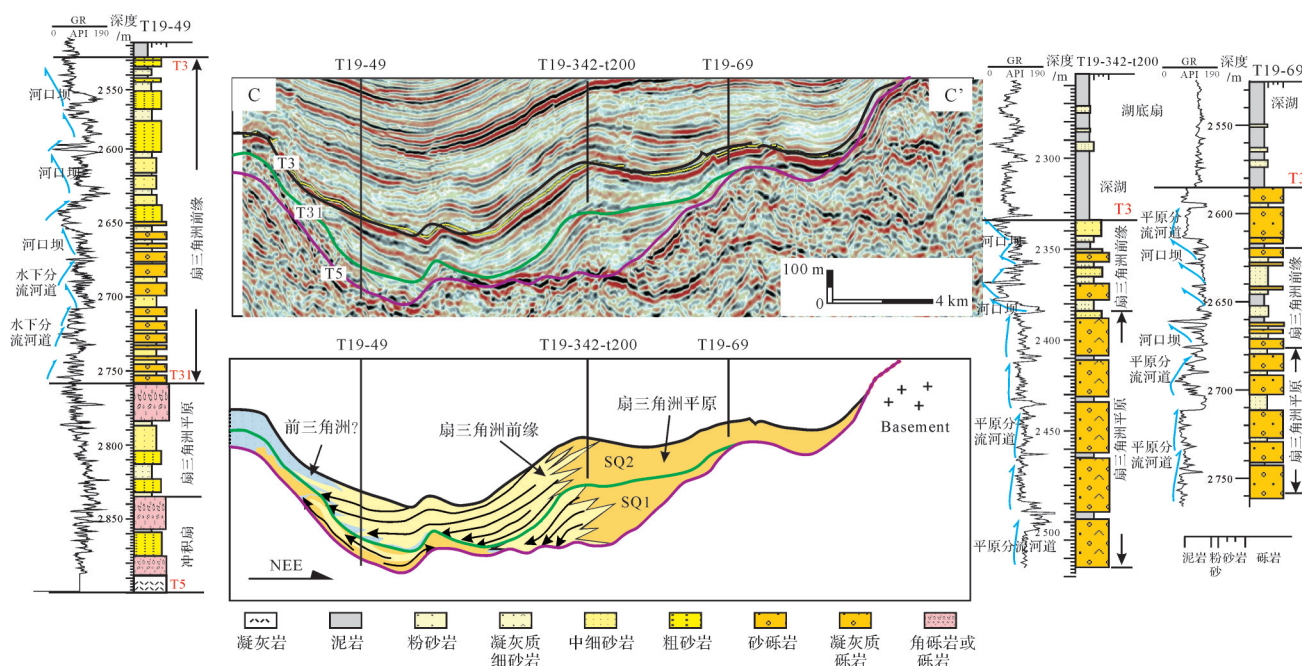 GR
0 API 190
深度
/m
T19-49
T3
2 550
2 600
2 650
2 700
2 750
2 800
2 850
河口坝
河口坝
河口坝
水下分
流河道
水下分
流河道
扇三角洲前缘
T31
扇三角洲平原
冲积扇
T5
T19-49
T19-342-t200
T19-69
C
C'
T3
T31
T5
100 m
0
4 km
T19-49
T19-342-t200
T19-69
前三角洲?
扇三角洲前缘
扇三角洲平原
Basement
SQ2
SQ1
NEE
GR
0 API 190
深度
/m
T19-342-t200
湖底扇
2 300
深湖
T3
2 350
2 400
2 450
2 500
河口坝
河口坝
平原分
流河道
平原分流河道
扇三角洲前缘
扇三角洲平原
GR
0 API 190
深度
/m
T19-69
深湖
2 550
T3
2 600
2 650
2 700
2 750
平原分
流河道
河口坝
河口坝
平原分
流河道
平原分
流河道
扇三角洲前缘
扇三角洲平原
泥岩 粉 砂岩 砾岩
砂
凝灰岩
泥岩
粉砂岩
凝灰质
细砂岩
中细砂岩
粗砂岩
砂砾岩
凝灰质
砾岩
角砾岩或
砾岩